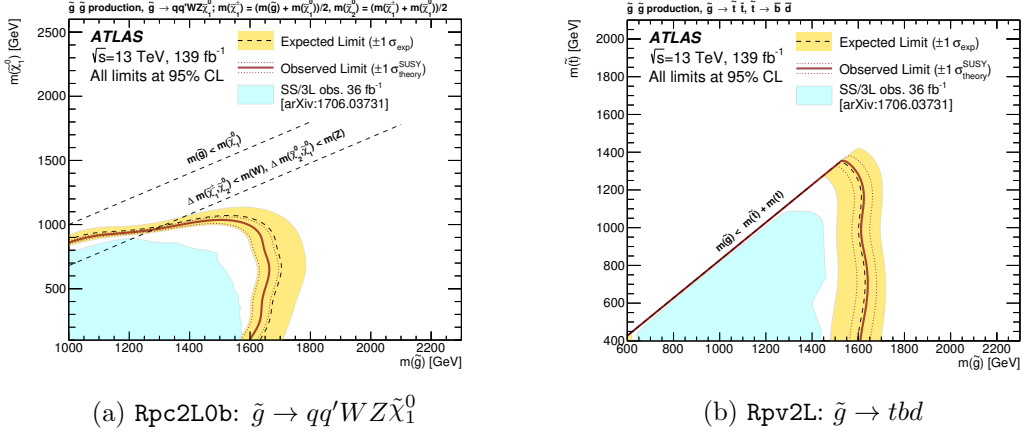 g̃ g̃ production, g̃ → qq'WZχ̃₁⁰; m(χ̃₁±) = (m(g̃) + m(χ̃₁⁰))/2, m(χ̃₂⁰) = (m(χ̃₁±) + m(χ̃₁⁰))/2
m(χ̃₁⁰) [GeV]
ATLAS
√s=13 TeV, 139 fb⁻¹
All limits at 95% CL
Expected Limit (±1 σexp)
Observed Limit (±1 σtheory^SUSY)
SS/3L obs. 36 fb⁻¹
[arXiv:1706.03731]
m(g̃) < m(χ̃₁⁰)
Δ m(χ̃₁±,χ̃₂⁰) < m(W), Δ m(χ̃₂⁰,χ̃₁⁰) < m(Z)
2500
2000
1500
1000
500
1000 1200 1400 1600 1800 2000 2200
m(g̃) [GeV]
(a) Rpc2L0b: g̃ → qq′WZχ̃₁⁰
g̃ g̃ production, g̃ → t̄ t̃, t̃ → b̄ d̄
m(t̃) [GeV]
ATLAS
√s=13 TeV, 139 fb⁻¹
All limits at 95% CL
Expected Limit (±1 σexp)
Observed Limit (±1 σtheory^SUSY)
SS/3L obs. 36 fb⁻¹
[arXiv:1706.03731]
m(g̃) < m(t̃) + m(t)
2000
1800
1600
1400
1200
1000
800
600
400
600 800 1000 1200 1400 1600 1800 2000 2200
m(g̃) [GeV]
(b) Rpv2L: g̃ → tbd